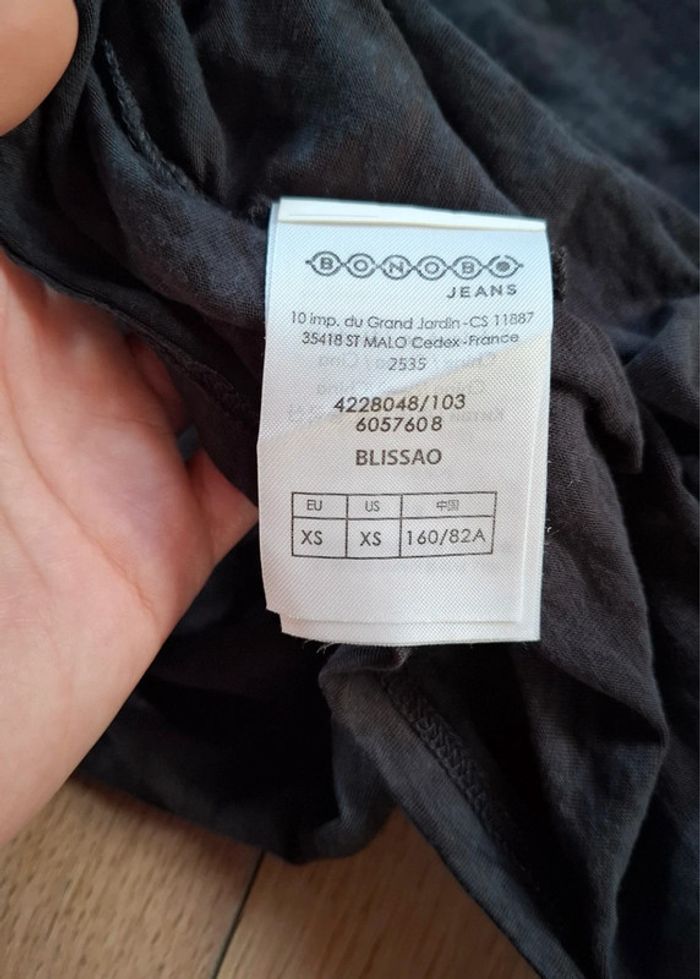 BONOBO
JEANS
10 imp. du Grand Jardin-CS 11887
35418 ST MALO Cedex-France
2535
4228048/103
6057608
BLISSAO
EU US 中国
XS XS 160/82A